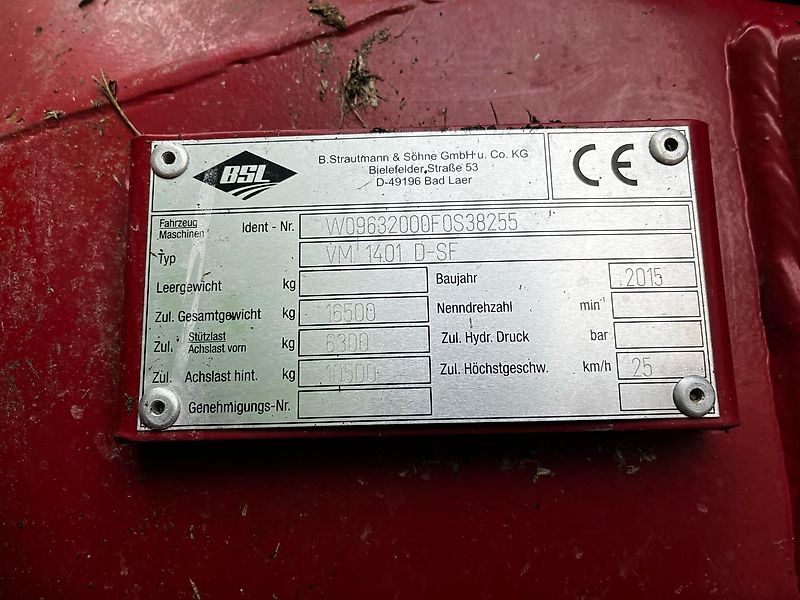 BSL
B.Strautmann & Söhne GmbH u. Co. KG
Bielefelder Straße 53
D-49196 Bad Laer
CE
Fahrzeug
Maschinen
Ident - Nr. W09632000F0S38255
Typ VM 1401 D-SF
Leergewicht kg
Baujahr 2015
Zul. Gesamtgewicht kg 16500
Nenndrehzahl min⁻¹
Zul. Stützlast
Achslast vorn kg 6300
Zul. Hydr. Druck bar
Zul. Achslast hint. kg 10500
Zul. Höchstgeschw. km/h 25
Genehmigungs-Nr.